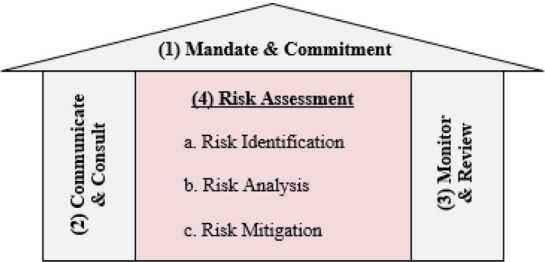 (1) Mandate & Commitment
(2) Communicate
& Consult
(4) Risk Assessment
a. Risk Identification
b. Risk Analysis
c. Risk Mitigation
(3) Monitor
& Review